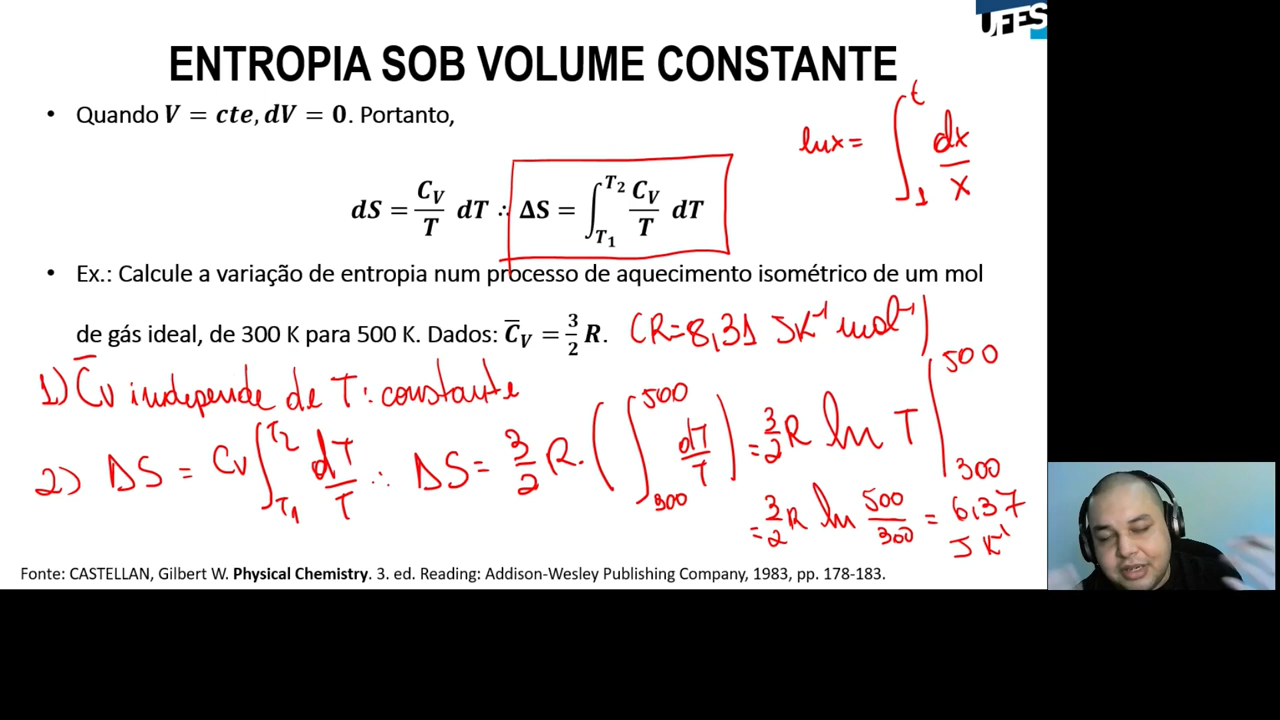 UFES
ENTROPIA SOB VOLUME CONSTANTE
• Quando V = cte, dV = 0. Portanto,
lnx = ∫₁ᵗ dx/x
dS = C_V/T dT ∴ ΔS = ∫_{T₁}^{T₂} C_V/T dT
• Ex.: Calcule a variação de entropia num processo de aquecimento isométrico de um mol
de gás ideal, de 300 K para 500 K. Dados: C̅_V = 3/2 R. (R=8,31 JK⁻¹ mol⁻¹)
1) C̅v independe de T: constante
2) ΔS = Cv ∫_{T₁}^{T₂} dT/T ∴ ΔS = 3/2 R. (∫_{300}^{500} dT/T) = 3/2 R ln T |_{300}^{500}
= 3/2 R ln 500/300 = 6,37 J K⁻¹
Fonte: CASTELLAN, Gilbert W. Physical Chemistry. 3. ed. Reading: Addison-Wesley Publishing Company, 1983, pp. 178-183.